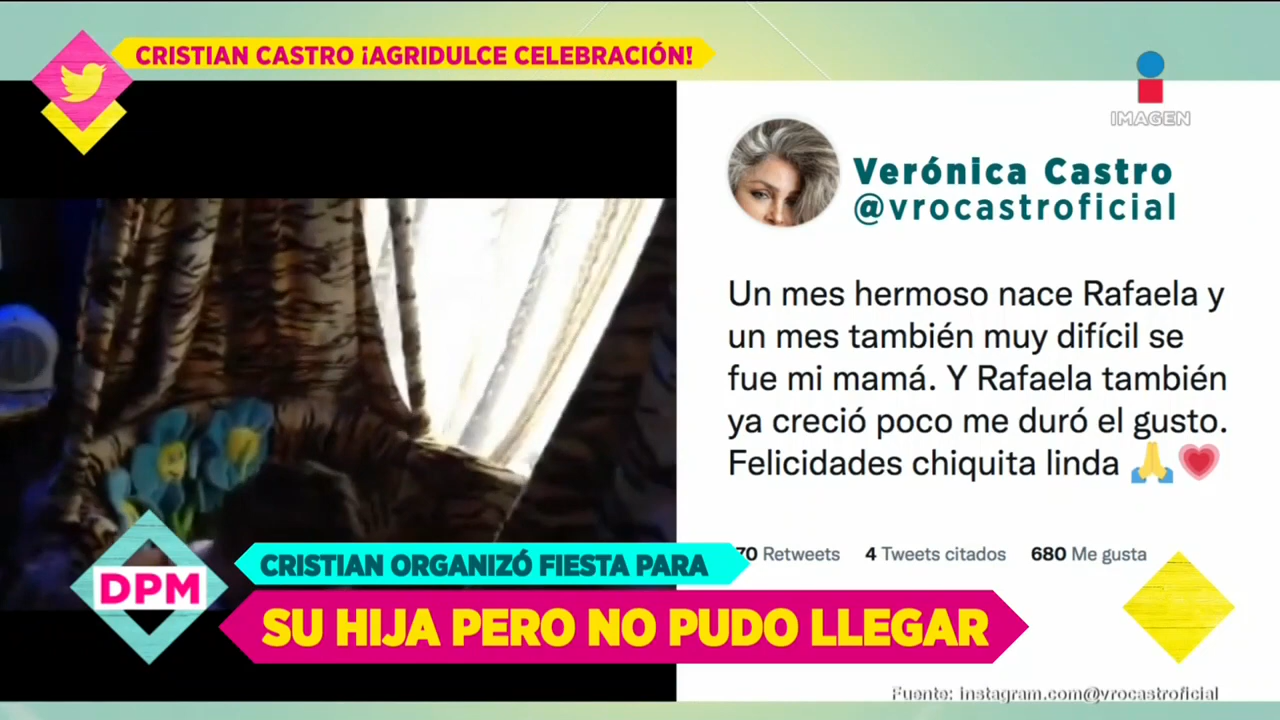 CRISTIAN CASTRO ¡AGRIDULCE CELEBRACIÓN!
IMAGEN
Verónica Castro
@vrocastroficial
Un mes hermoso nace Rafaela y
un mes también muy difícil se
fue mi mamá. Y Rafaela también
ya creció poco me duró el gusto.
Felicidades chiquita linda 🙏💗
70 Retweets 4 Tweets citados 680 Me gusta
DPM
CRISTIAN ORGANIZÓ FIESTA PARA
SU HIJA PERO NO PUDO LLEGAR
Fuente: instagram.com@vrocastroficial